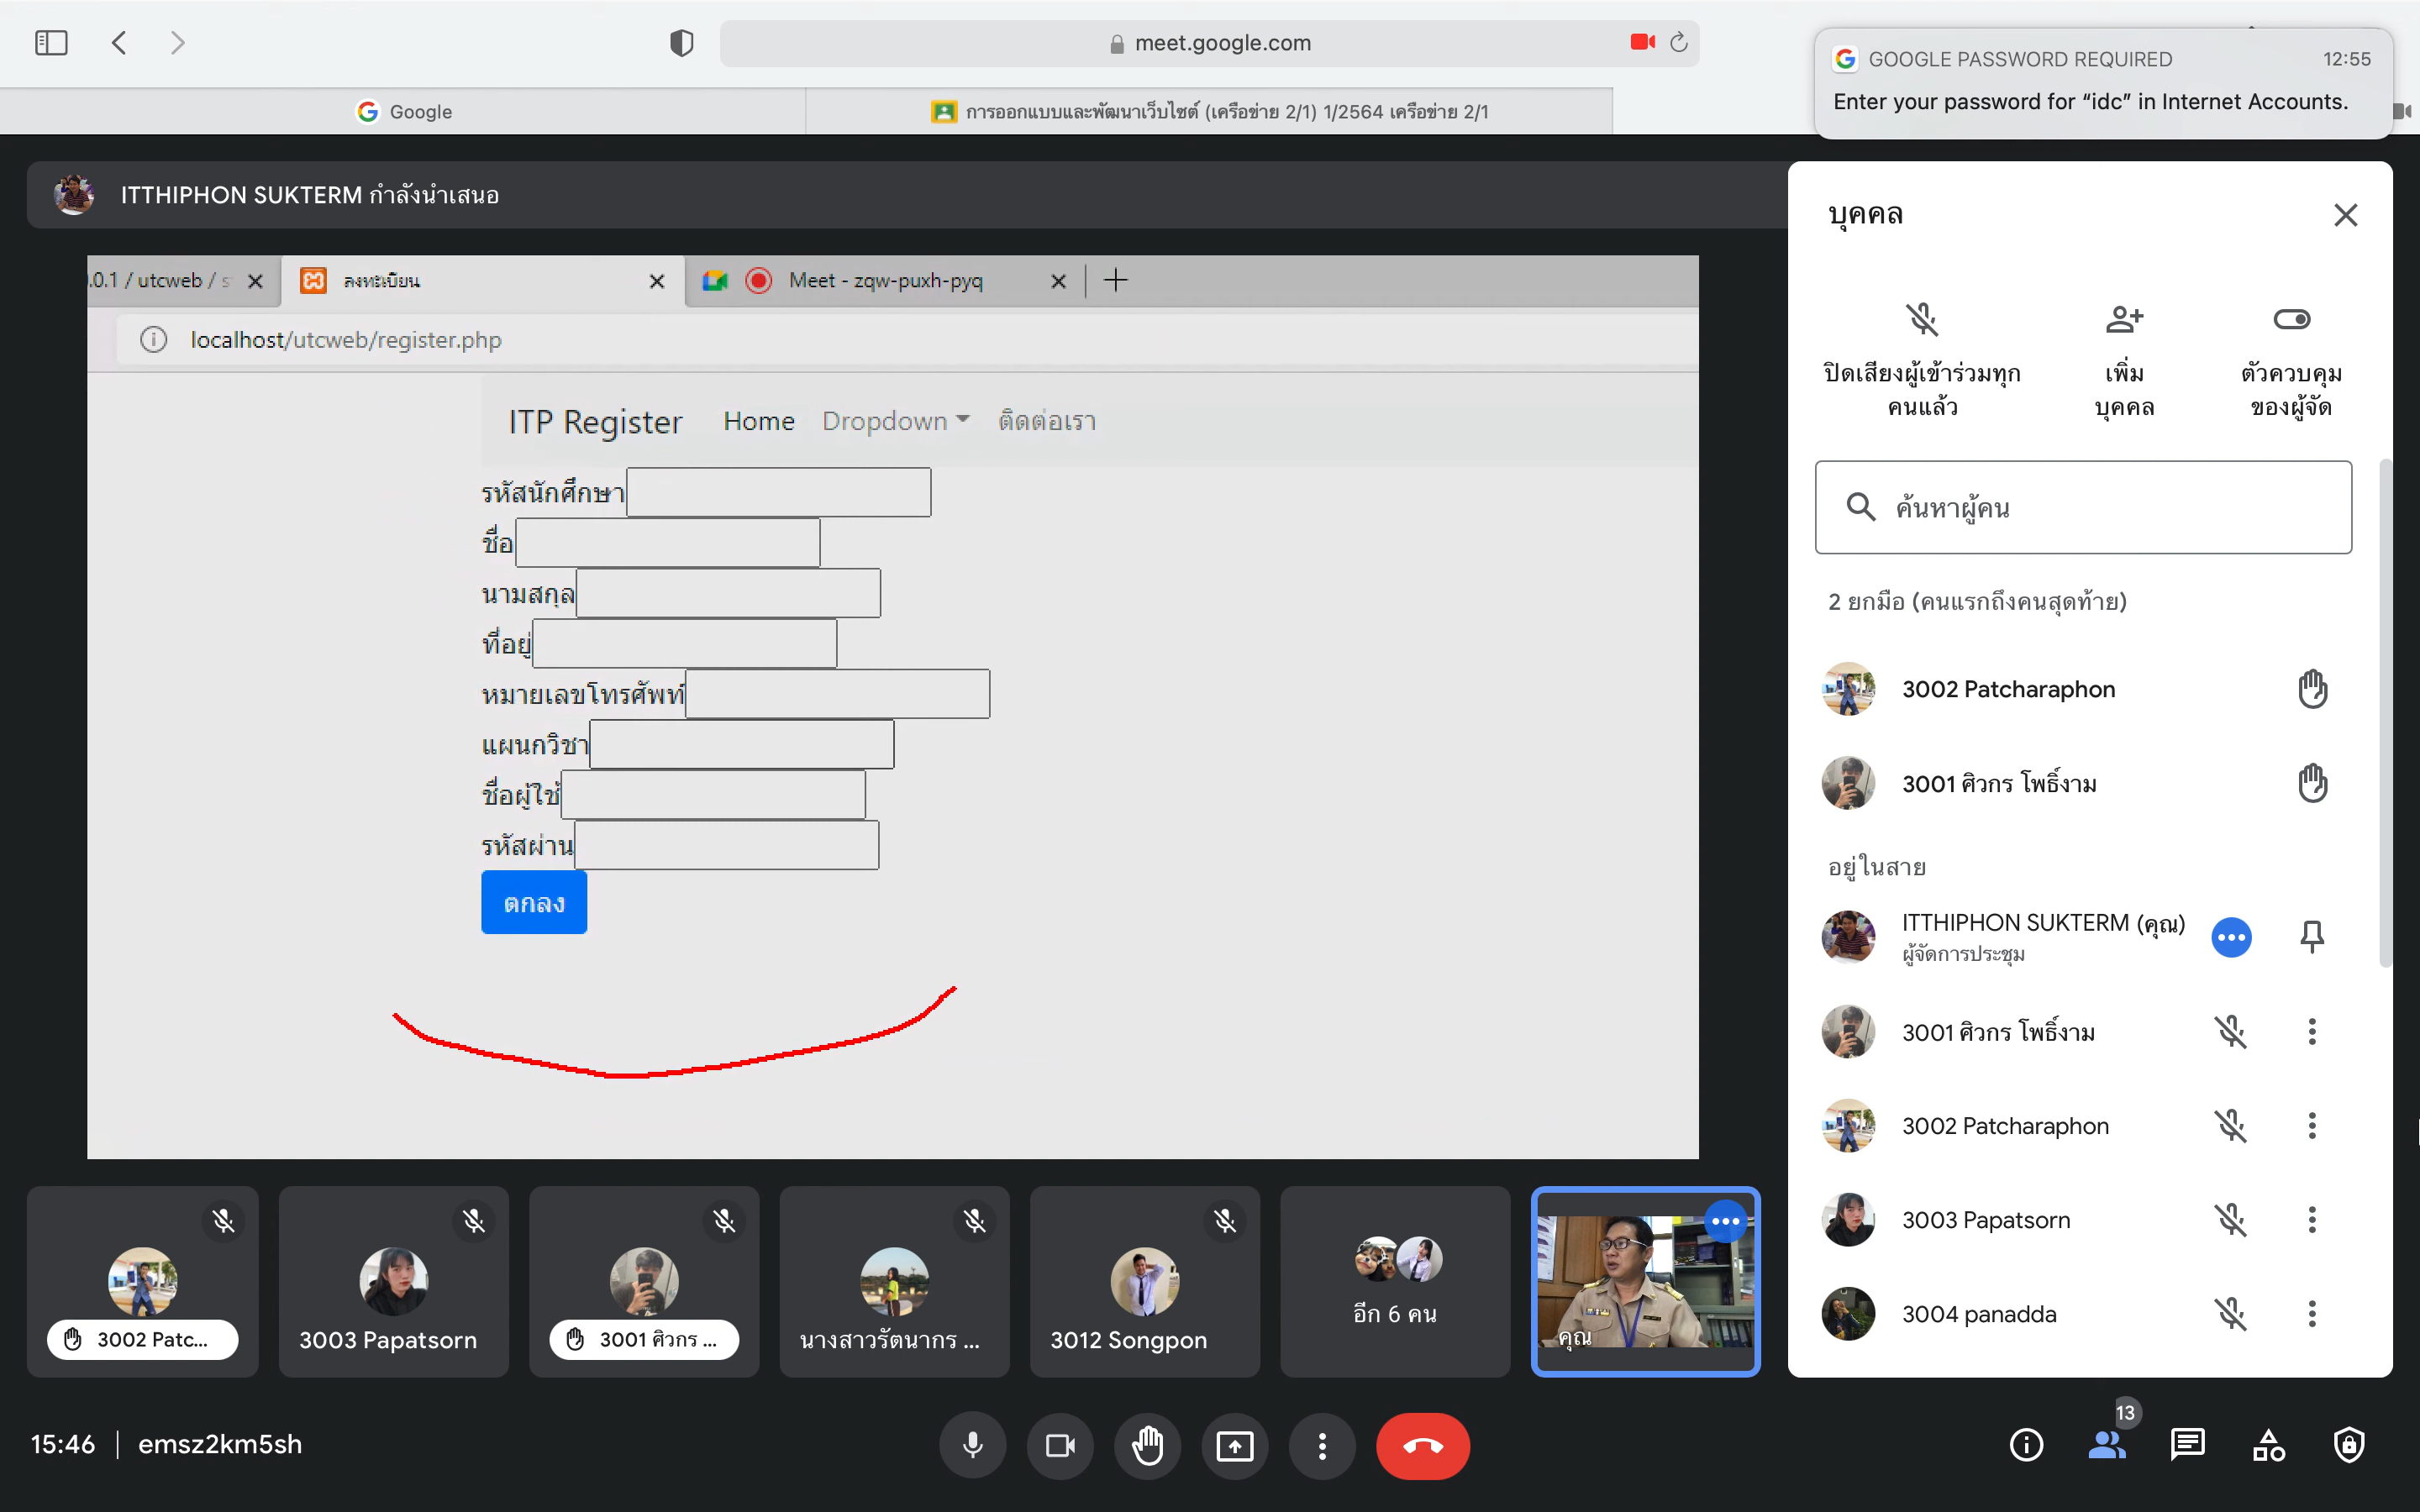 meet.google.com
GOOGLE PASSWORD REQUIRED 12:55
Enter your password for “idc” in Internet Accounts.
Google
การออกแบบและพัฒนาเว็บไซต์ (เครือข่าย 2/1) 1/2564 เครือข่าย 2/1
ITTHIPHON SUKTERM กำลังนำเสนอ
.0.1 / utcweb /
ลงทะเบียน
Meet - zqw-puxh-pyq
localhost/utcweb/register.php
ITP Register Home Dropdown ติดต่อเรา
รหัสนักศึกษา
ชื่อ
นามสกุล
ที่อยู่
หมายเลขโทรศัพท์
แผนกวิชา
ชื่อผู้ใช้
รหัสผ่าน
ตกลง
บุคคล
ปิดเสียงผู้เข้าร่วมทุก
คนแล้ว
เพิ่ม
บุคคล
ตัวควบคุม
ของผู้จัด
ค้นหาผู้คน
2 ยกมือ (คนแรกถึงคนสุดท้าย)
3002 Patcharaphon
3001 ศิวกร โพธิ์งาม
อยู่ในสาย
ITTHIPHON SUKTERM (คุณ)
ผู้จัดการประชุม
3001 ศิวกร โพธิ์งาม
3002 Patcharaphon
3003 Papatsorn
3004 panadda
3002 Patc...
3003 Papatsorn
3001 ศิวกร ...
นางสาวรัตนากร ...
3012 Songpon
อีก 6 คน
คุณ
15:46 | emsz2km5sh
13